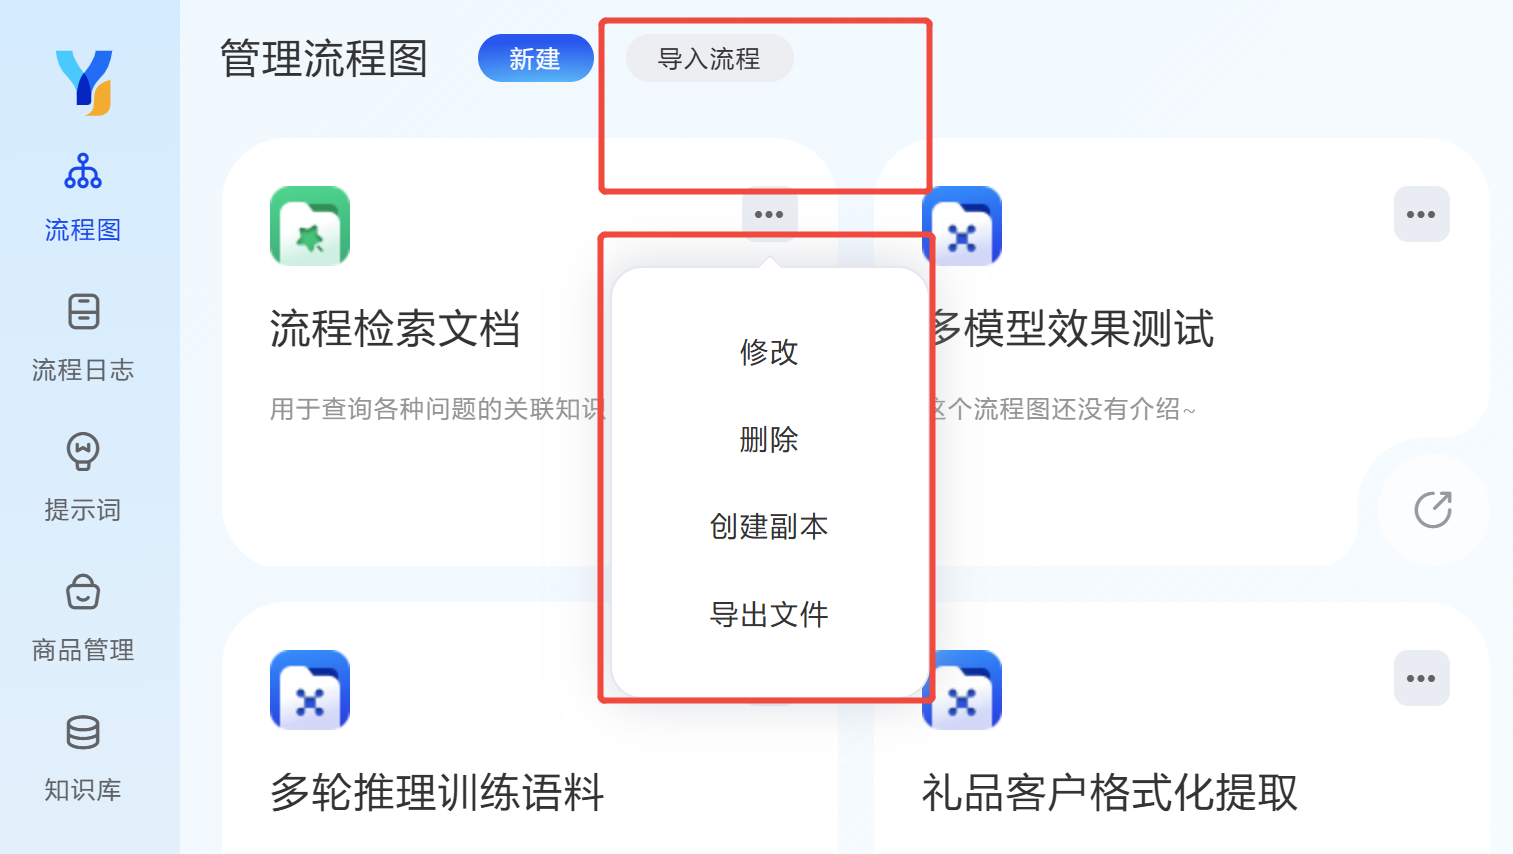 管理流程图
新建
导入流程
流程图
流程日志
提示词
商品管理
知识库
流程检索文档
用于查询各种问题的关联知识
修改
删除
创建副本
导出文件
多模型效果测试
这个流程图还没有介绍~
多轮推理训练语料
礼品客户格式化提取